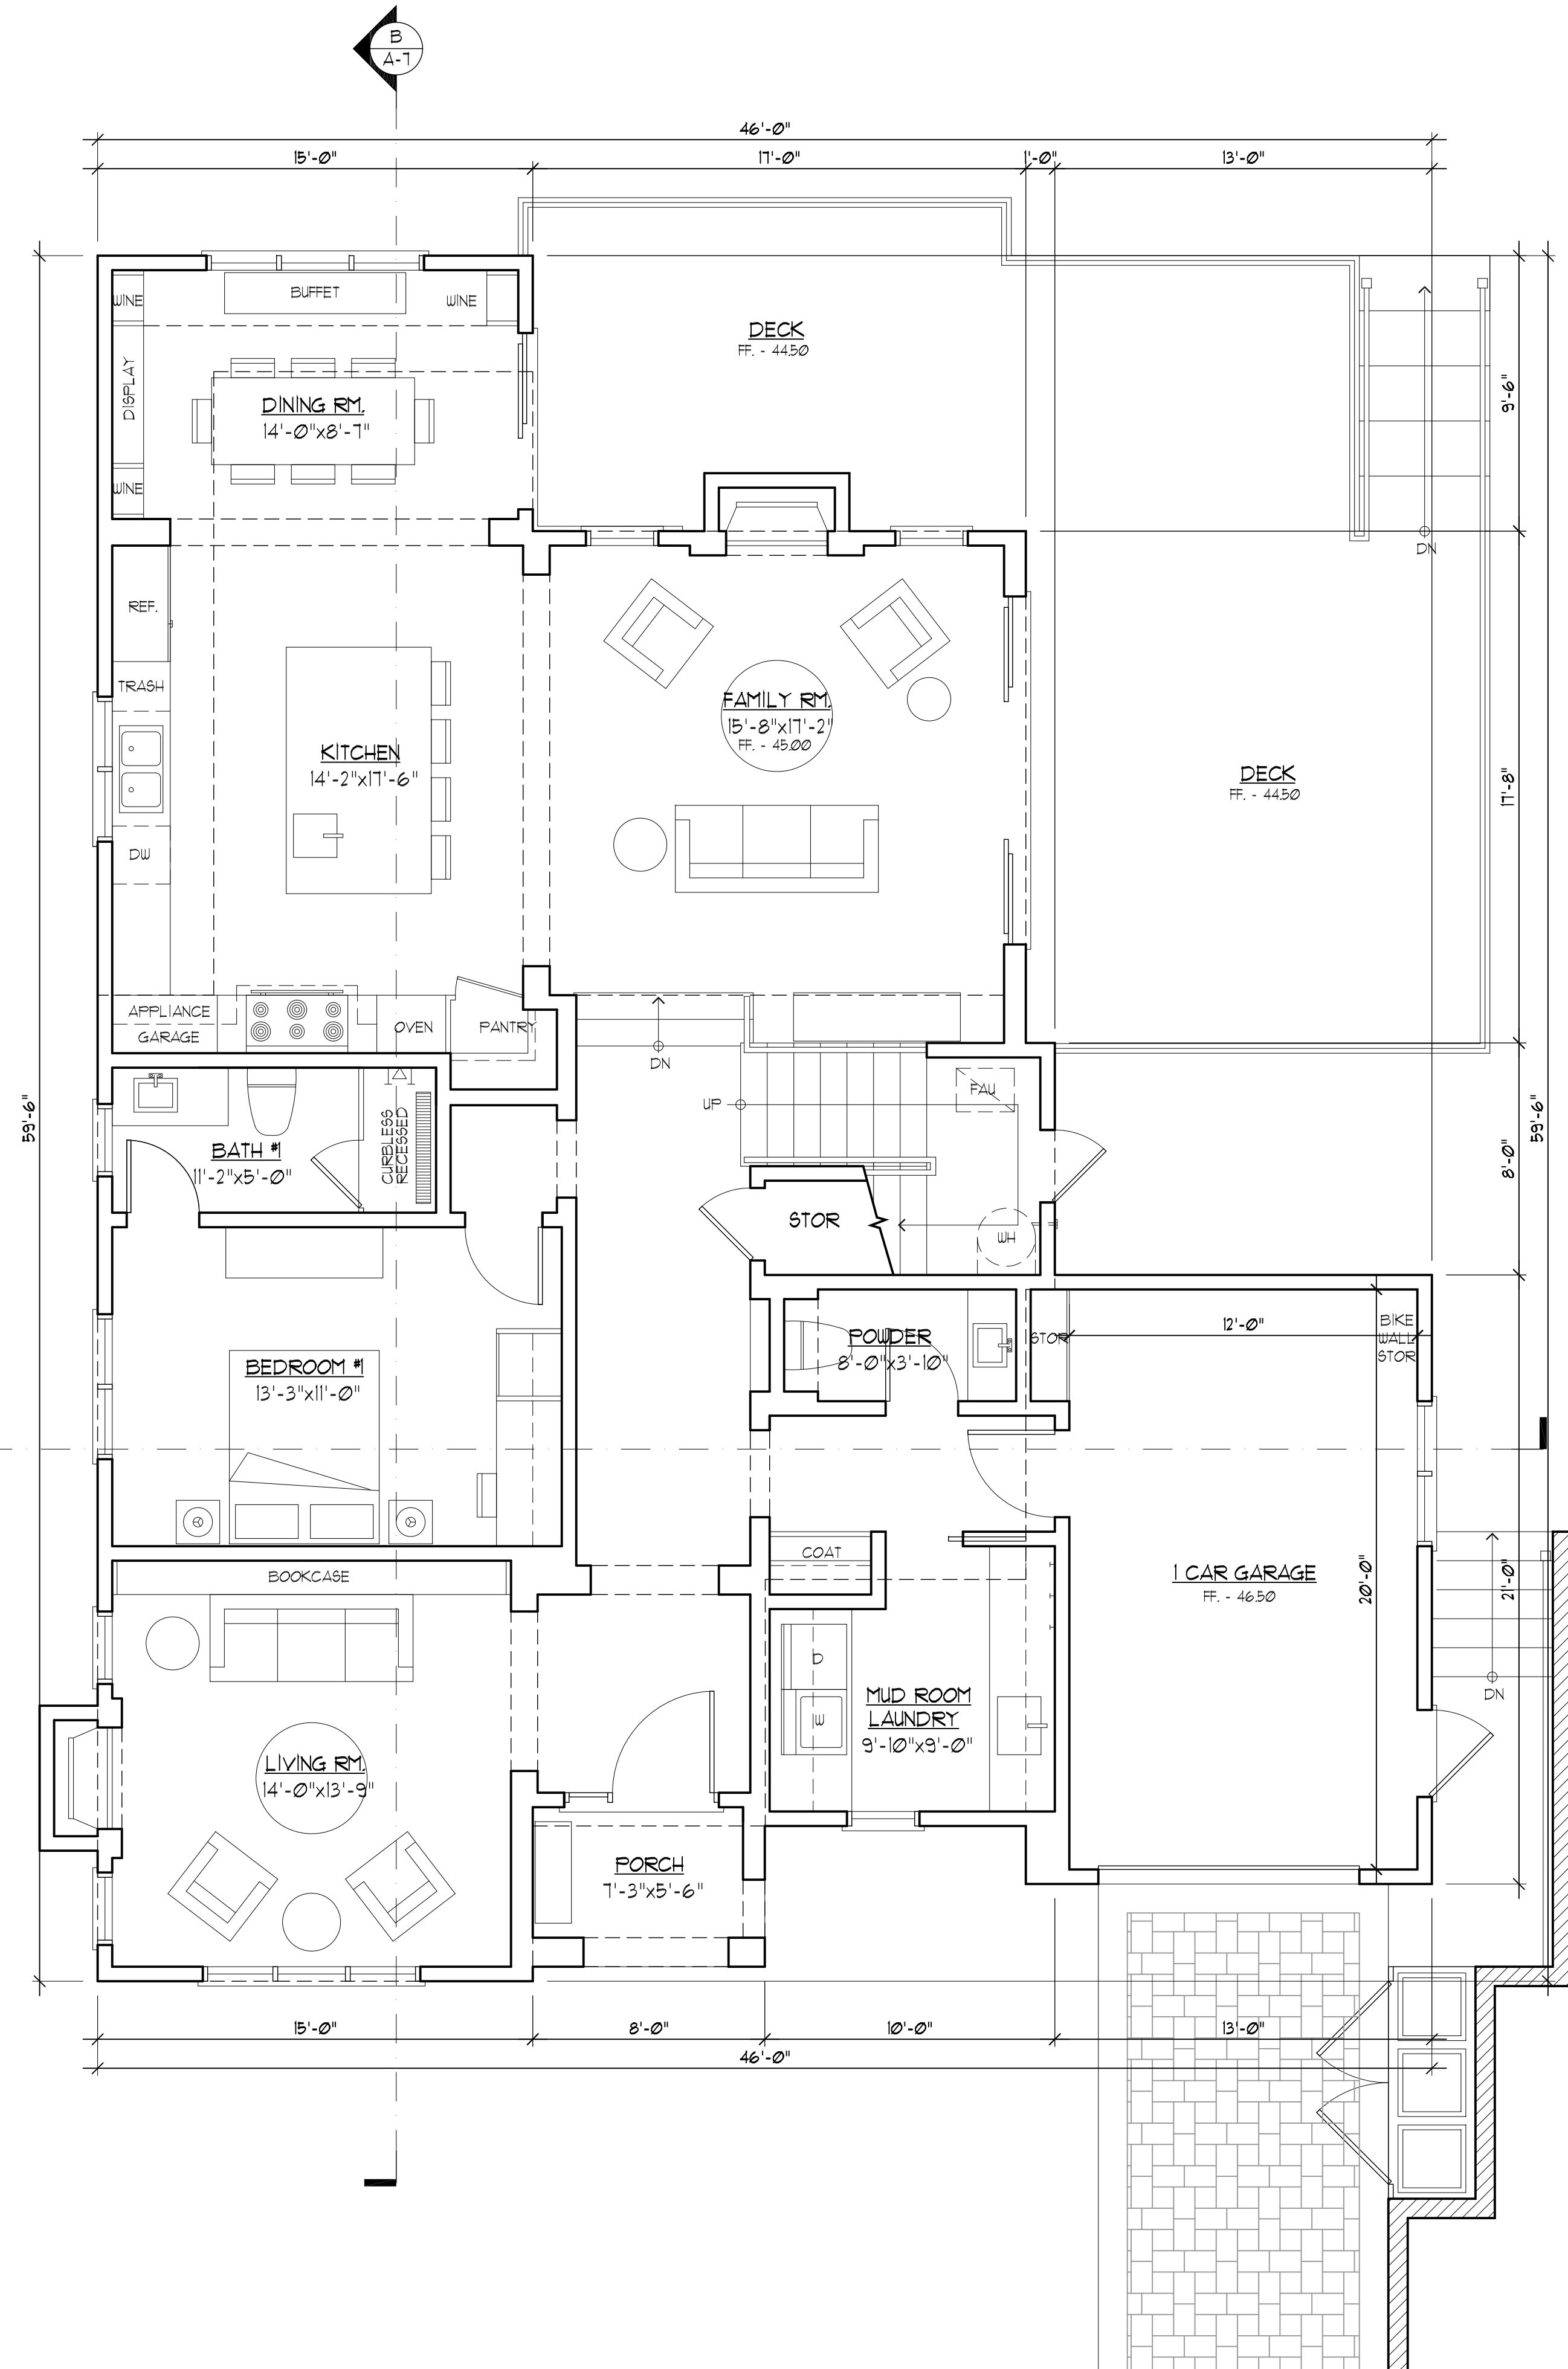 B
A-7
46'-0"
15'-0"
17'-0"
1'-0"
13'-0"
WINE
BUFFET
WINE
DECK
FF. - 44.50
DISPLAY
DINING RM.
14'-0"x8'-7"
9'-6"
WINE
DN
REF.
TRASH
FAMILY RM.
15'-8"x17'-2"
FF. - 45.00
KITCHEN
14'-2"x17'-6"
DECK
FF. - 44.50
17'-8"
DW
APPLIANCE
GARAGE
OVEN
PANTRY
DN
UP
FAU
59'-6"
59'-6"
BATH #1
11'-2"x5'-0"
CURBLESS
RECESSED
8'-0"
STOR
WH
POWDER
8'-0"x3'-10"
STOR
12'-0"
BIKE
WALL
STOR
BEDROOM #1
13'-3"x11'-0"
COAT
BOOKCASE
1 CAR GARAGE
FF. - 46.50
20'-0"
21'-0"
D
W
MUD ROOM
LAUNDRY
9'-10"x9'-0"
DN
LIVING RM.
14'-0"x13'-9"
PORCH
7'-3"x5'-6"
15'-0"
8'-0"
10'-0"
13'-0"
46'-0"